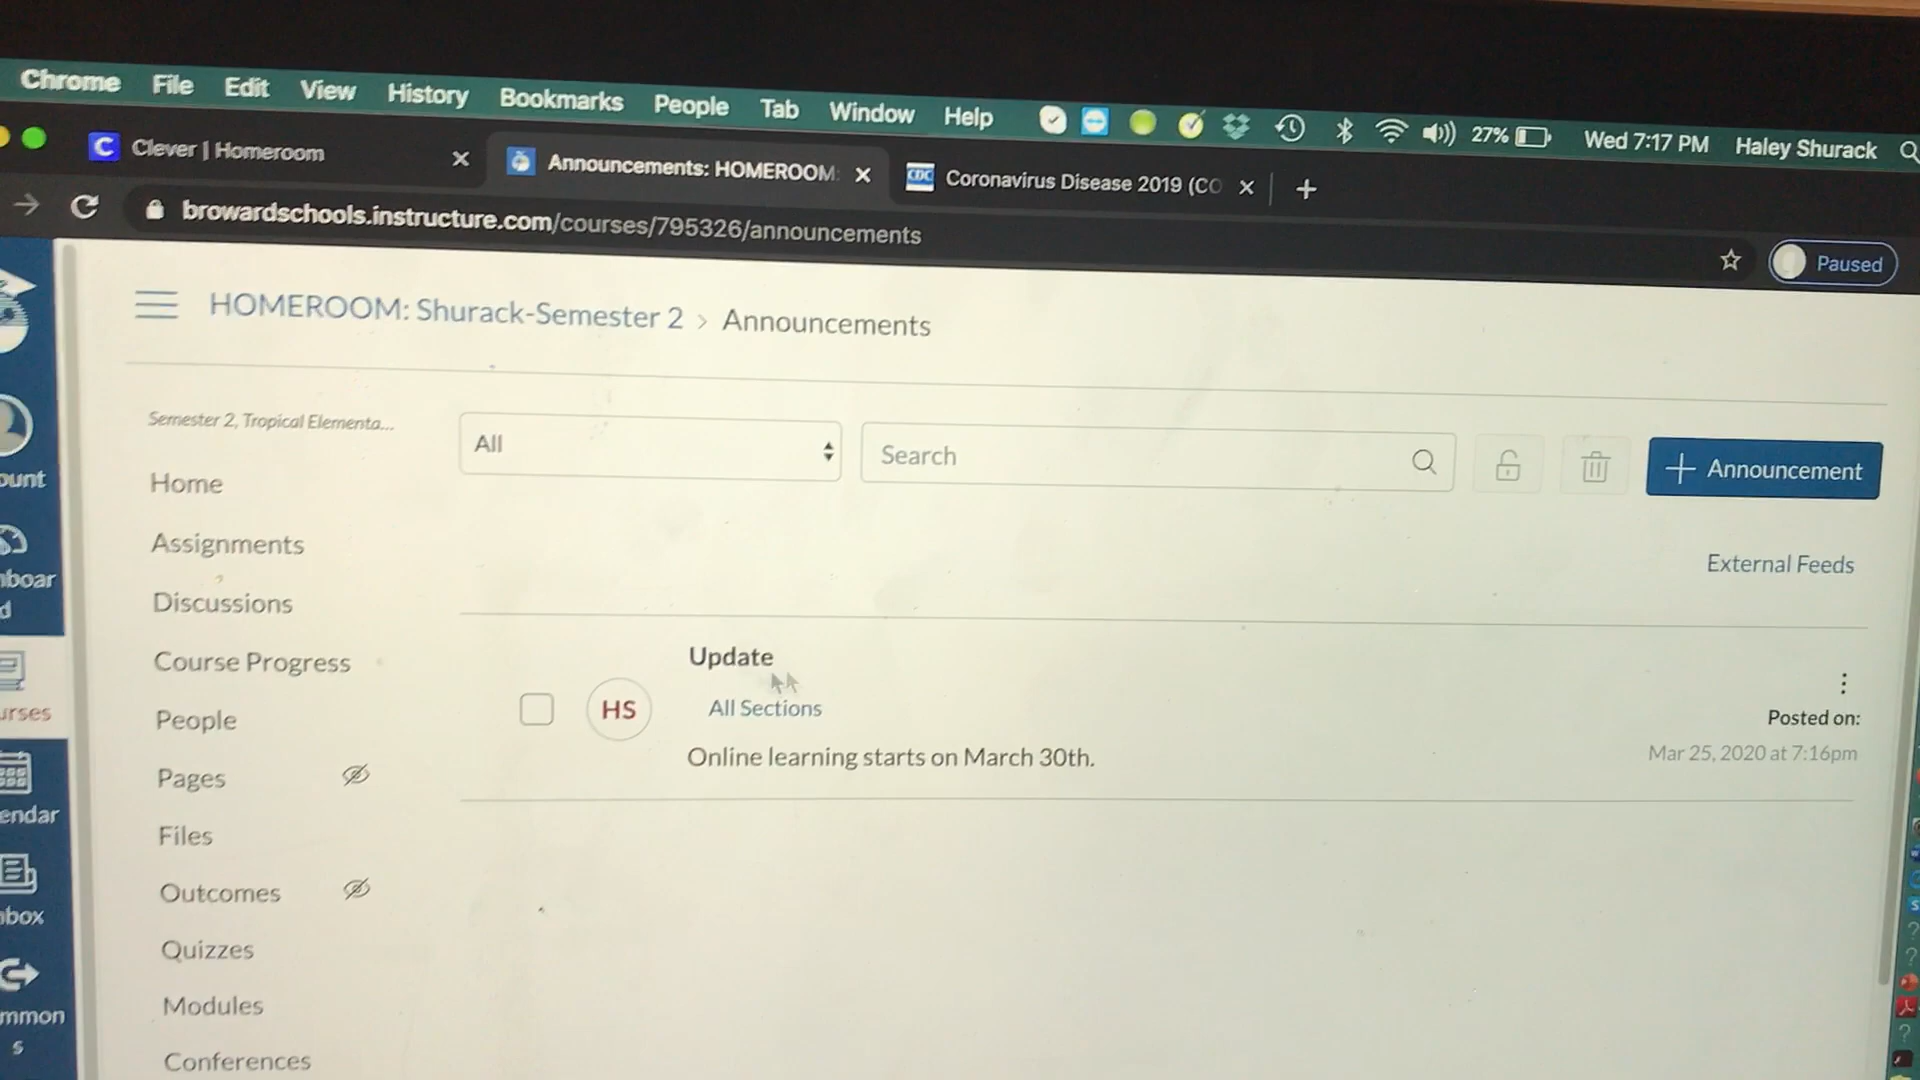 Chrome File Edit View History Bookmarks People Tab Window Help 27% Wed 7:17 PM Haley Shurack
Clever | Homeroom
Announcements: HOMEROOM:
CDC Coronavirus Disease 2019 (CO
browardschools.instructure.com/courses/795326/announcements
Paused
HOMEROOM: Shurack-Semester 2 > Announcements
Semester 2, Tropical Elementa...
All
Search
+ Announcement
Home
Assignments
External Feeds
Discussions
Course Progress
People
Pages
Files
Outcomes
Quizzes
Modules
Conferences
Update
HS
All Sections
Online learning starts on March 30th.
Posted on:
Mar 25, 2020 at 7:16pm
ount
nboar
d
urses
endar
nbox
mmon
s